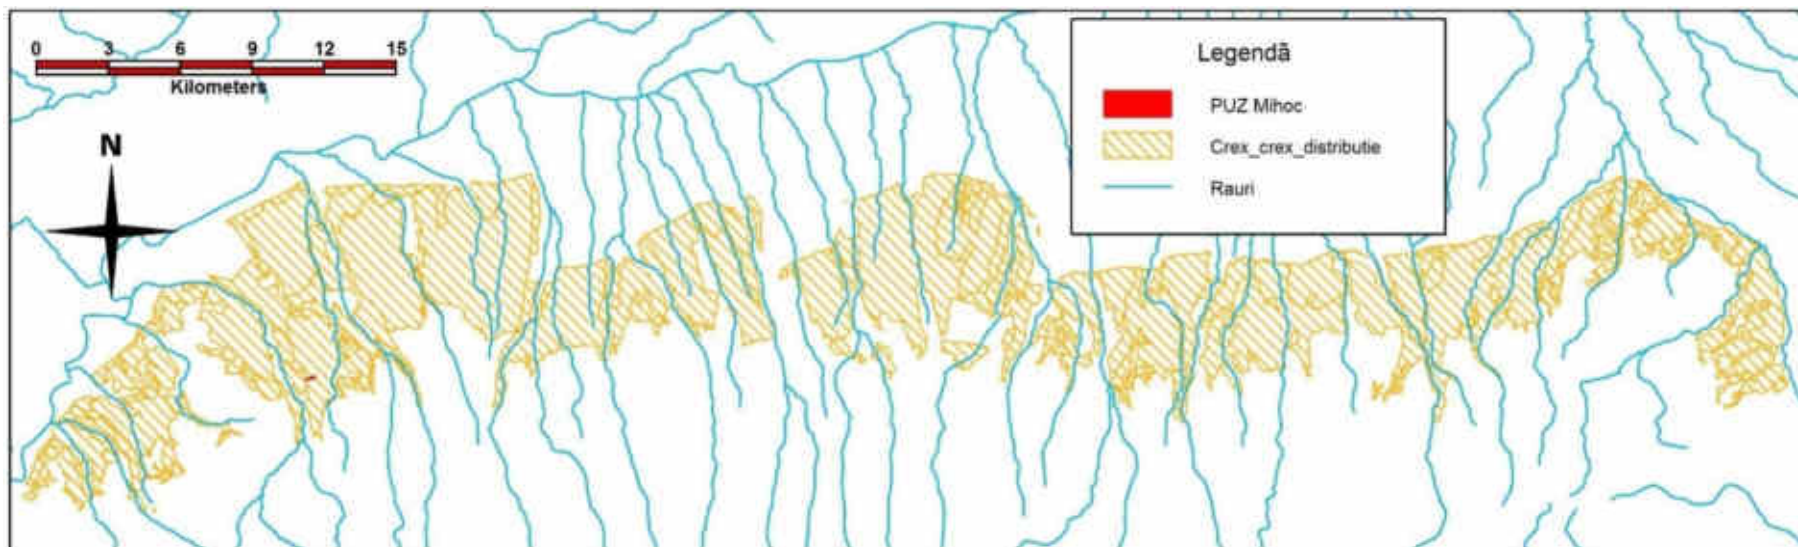 0 3 6 9 12 15
Kilometers
N
Legendă
PUZ Mihoc
Crex_crex_distributie
Rauri